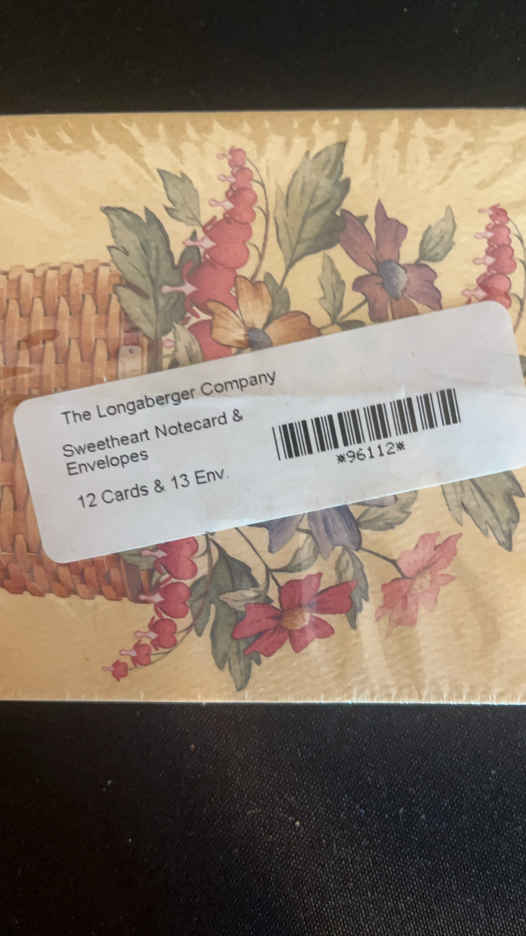 The Longaberger Company
Sweetheart Notecard &
Envelopes
12 Cards & 13 Env.
*96112*